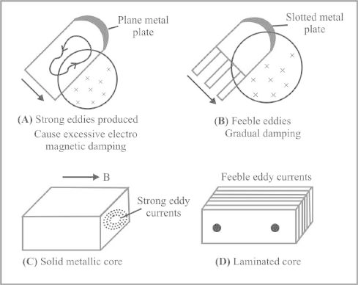 Plane metal
plate
(A) Strong eddies produced
Cause excessive electro
magnetic damping
Slotted metal
plate
(B) Feeble eddies
Gradual damping
B
Strong eddy
currents
(C) Solid metallic core
Feeble eddy currents
(D) Laminated core